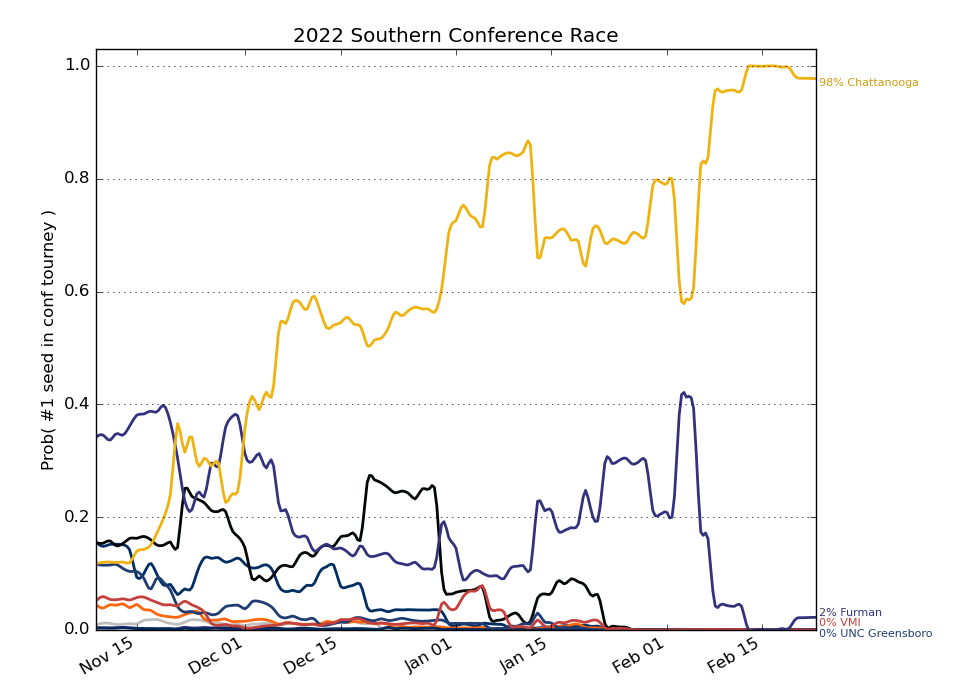 2022 Southern Conference Race
Prob( #1 seed in conf tourney )
1.0
0.8
0.6
0.4
0.2
0.0
98% Chattanooga
2% Furman
0% VMI
0% UNC Greensboro
Nov 15
Dec 01
Dec 15
Jan 01
Jan 15
Feb 01
Feb 15